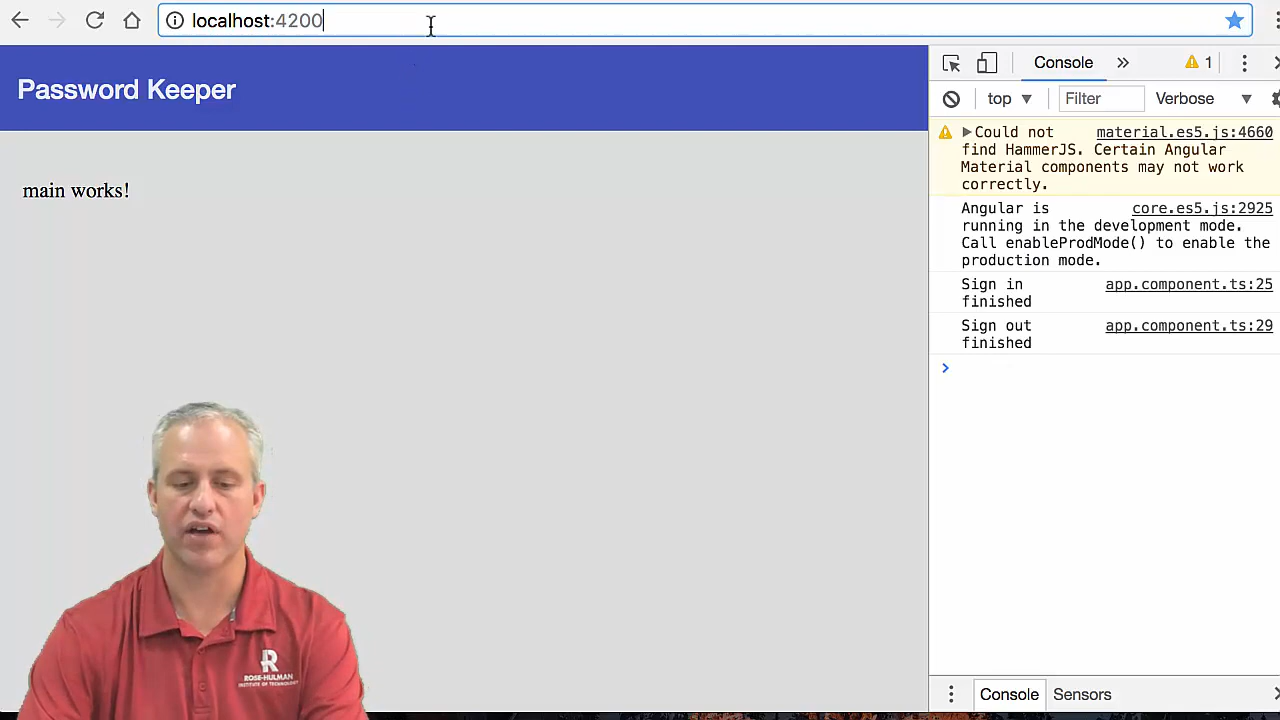 localhost:4200
Password Keeper
main works!
Console
1
top
Filter
Verbose
Could not material.es5.js:4660
find HammerJS. Certain Angular
Material components may not work
correctly.
Angular is core.es5.js:2925
running in the development mode.
Call enableProdMode() to enable the
production mode.
Sign in app.component.ts:25
finished
Sign out app.component.ts:29
finished
Console
Sensors
R
ROSE-HULMAN
INSTITUTE OF TECHNOLOGY